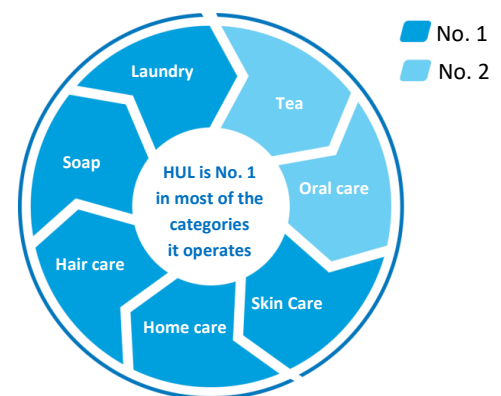 No. 1
No. 2
Laundry
Tea
Soap
Oral care
HUL is No. 1
in most of the
categories
it operates
Hair care
Skin Care
Home care